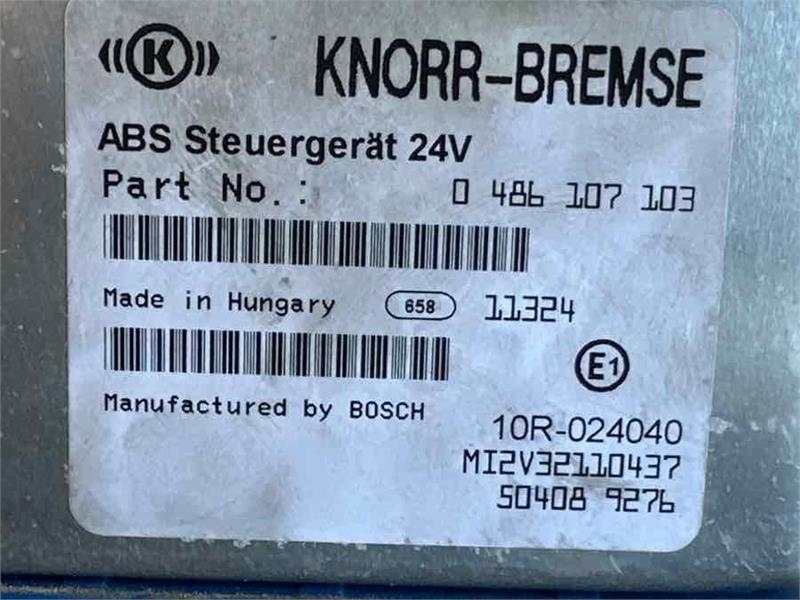 K KNORR-BREMSE
ABS Steuergerät 24V
Part No.: 0 486 107 103
Made in Hungary 658 11324
E1
Manufactured by BOSCH
10R-024040
MI2V32110437
50408 9276